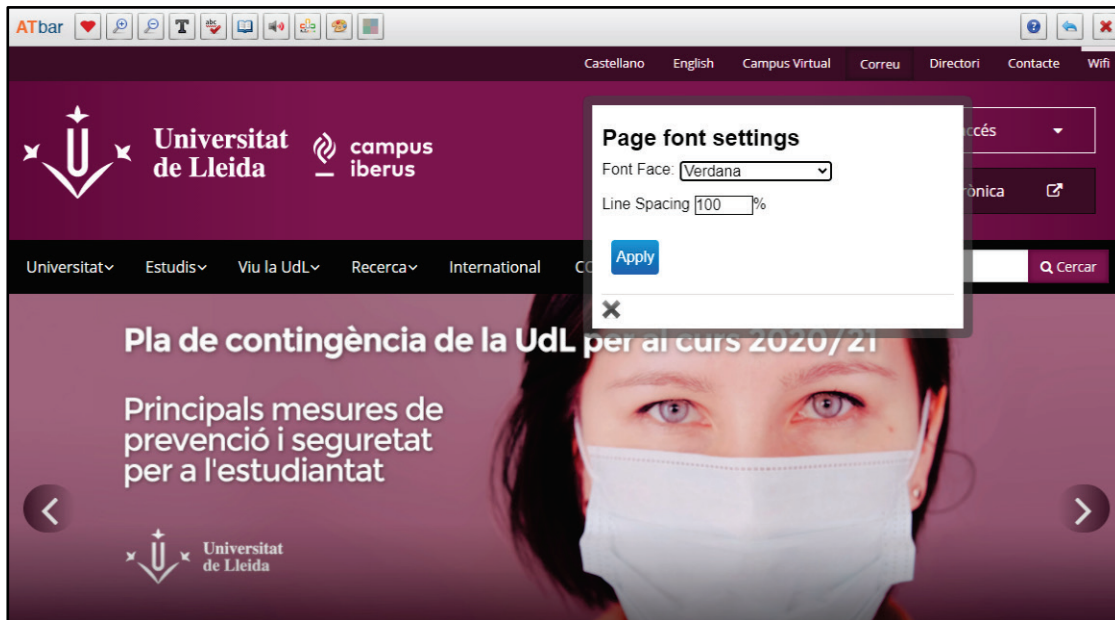 ATbar
T
abc
Castellano English Campus Virtual Correu Directori Contacte Wifi
Universitat
de Lleida
campus
iberus
Page font settings
Font Face: Verdana
Line Spacing 100 %
Apply
ccés
rònica
Universitat Estudis Viu la UdL Recerca International CO
Cercar
Pla de contingència de la UdL per al curs 2020/21
Principals mesures de
prevenció i seguretat
per a l'estudiantat
Universitat
de Lleida